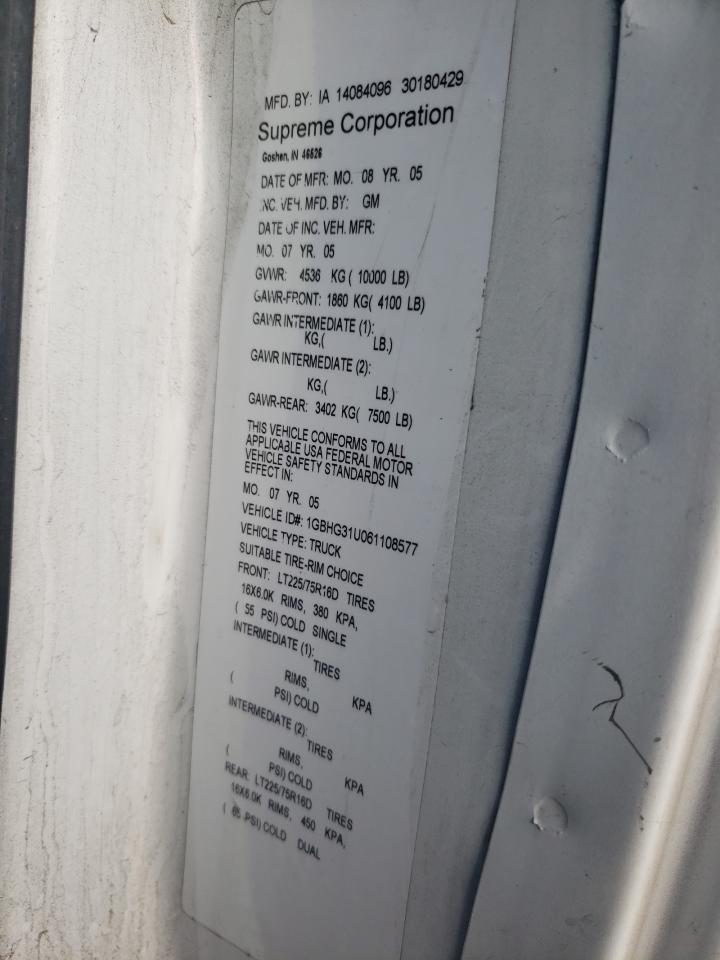 MFD. BY: IA 14084096 30180429
Supreme Corporation
Goshen, IN 46526
DATE OF MFR: MO. 08 YR. 05
INC. VEH. MFD. BY: GM
DATE OF INC. VEH. MFR:
MO. 07 YR. 05
GVWR: 4536 KG ( 10000 LB)
GAWR-FRONT: 1860 KG( 4100 LB)
GAWR INTERMEDIATE (1):
KG,( LB.)
GAWR INTERMEDIATE (2):
KG,( LB.)
GAWR-REAR: 3402 KG( 7500 LB)
THIS VEHICLE CONFORMS TO ALL
APPLICABLE USA FEDERAL MOTOR
VEHICLE SAFETY STANDARDS IN
EFFECT IN:
MO. 07 YR. 05
VEHICLE ID#: 1GBHG31U061108577
VEHICLE TYPE: TRUCK
SUITABLE TIRE-RIM CHOICE
FRONT: LT225/75R16D TIRES
16X6.0K RIMS, 380 KPA,
( 55 PSI) COLD SINGLE
INTERMEDIATE (1):
TIRES
RIMS, KPA
( PSI) COLD
INTERMEDIATE (2):
TIRES
RIMS, KPA
( PSI) COLD
REAR: LT225/75R16D TIRES
16X6.0K RIMS, 450 KPA,
( 65 PSI) COLD DUAL